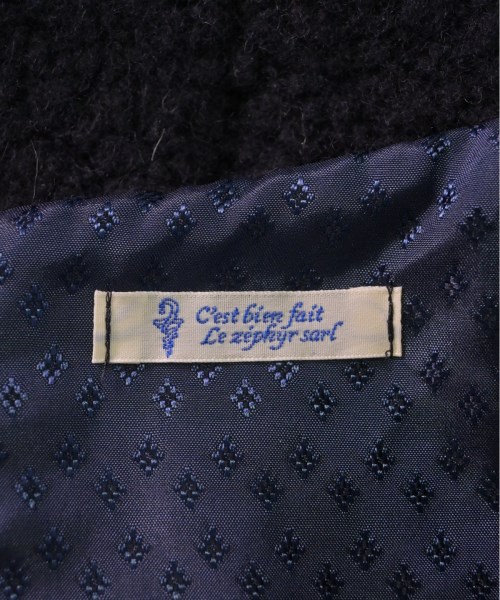 C'est bien fait
Le zéphyr sarl